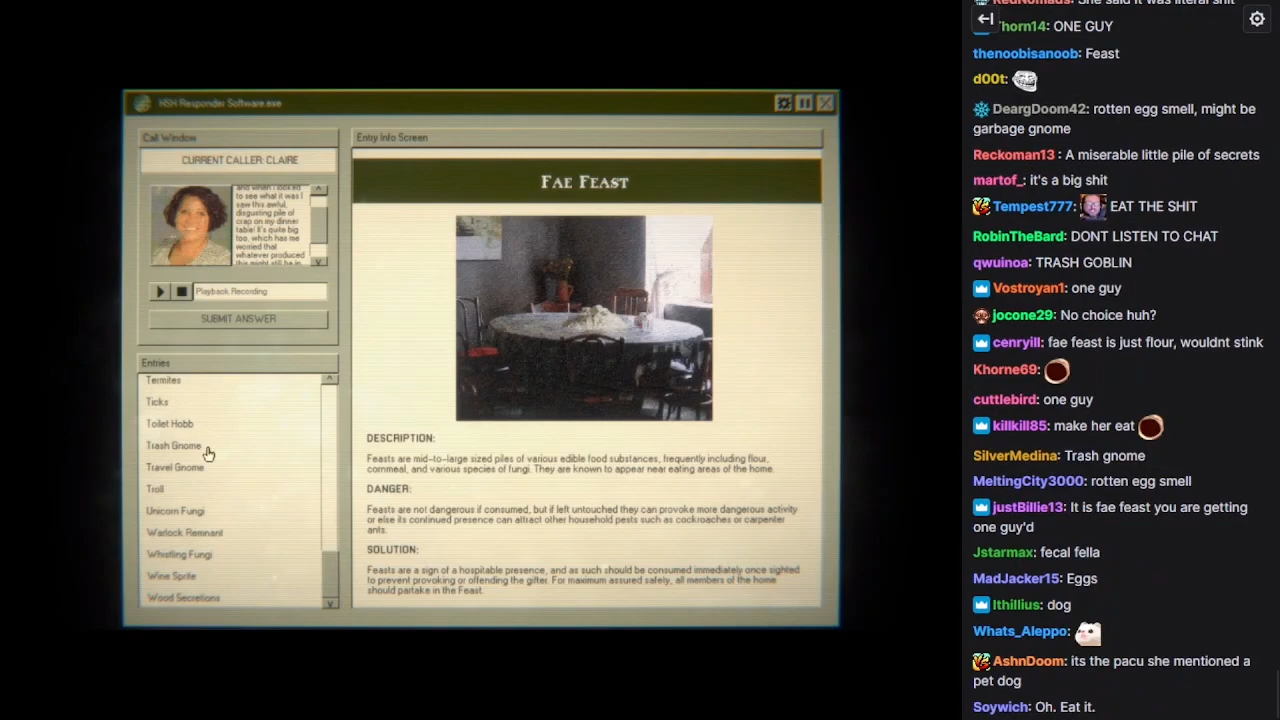 HSH Responder Software.exe
Call Window
CURRENT CALLER: CLAIRE
and when I looked
to see what it was I
saw this awful,
disgusting pile of
crap on my dinner
table! It's quite big
too, which has me
worried that
whatever produced
this might still be in
Playback Recording
SUBMIT ANSWER
Entries
Termites
Ticks
Toilet Hobb
Trash Gnome
Travel Gnome
Troll
Unicorn Fungi
Warlock Remnant
Whistling Fungi
Wine Sprite
Wood Secretions
Entry Info Screen
FAE FEAST
DESCRIPTION:
Feasts are mid-to-large sized piles of various edible food substances, frequently including flour,
cornmeal, and various species of fungi. They are known to appear near eating areas of the home.
DANGER:
Feasts are not dangerous if consumed, but if left untouched they can provoke more dangerous activity
or else its continued presence can attract other household pests such as cockroaches or carpenter
ants.
SOLUTION:
Feasts are a sign of a hospitable presence, and as such should be consumed immediately once sighted
to prevent provoking or offending the gifter. For maximum assured safety, all members of the home
should partake in the Feast.
RedNomads: She said it was literal shit
Thorn14: ONE GUY
thenoobisanoob: Feast
d00t:
DeargDoom42: rotten egg smell, might be
garbage gnome
Reckoman13 : A miserable little pile of secrets
martof_: it's a big shit
Tempest777: EAT THE SHIT
RobinTheBard: DONT LISTEN TO CHAT
qwuinoa: TRASH GOBLIN
Vostroyan1: one guy
jocone29: No choice huh?
cenryill: fae feast is just flour, wouldnt stink
Khorne69:
cuttlebird: one guy
killkill85: make her eat
SilverMedina: Trash gnome
MeltingCity3000: rotten egg smell
justBillie13: It is fae feast you are getting
one guy'd
Jstarmax: fecal fella
MadJacker15: Eggs
Ithillius: dog
Whats_Aleppo:
AshnDoom: its the pacu she mentioned a
pet dog
Soywich: Oh. Eat it.